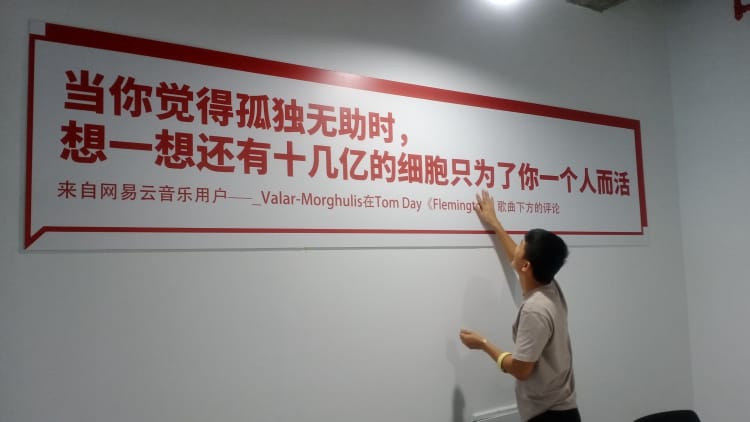 当你觉得孤独无助时，
想一想还有十几亿的细胞只为了你一个人而活
来自网易云音乐用户——_Valar-Morghulis在Tom Day《Flemingt 歌曲下方的评论